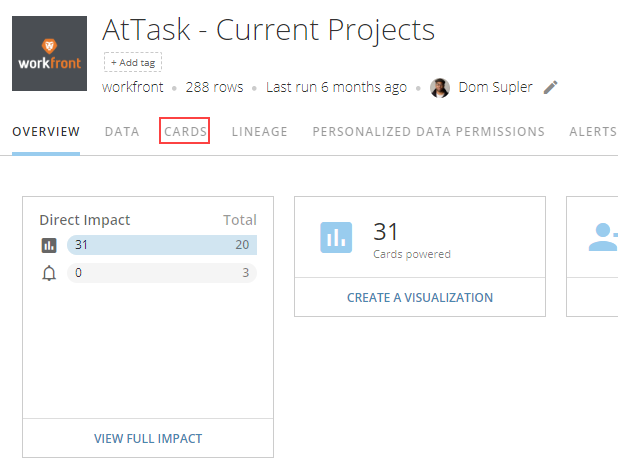 AtTask - Current Projects
workfront
+ Add tag
workfront • 288 rows • Last run 6 months ago • Dom Supler
OVERVIEW DATA CARDS LINEAGE PERSONALIZED DATA PERMISSIONS ALERTS
Direct Impact Total
31 20
0 3
VIEW FULL IMPACT
31
Cards powered
CREATE A VISUALIZATION